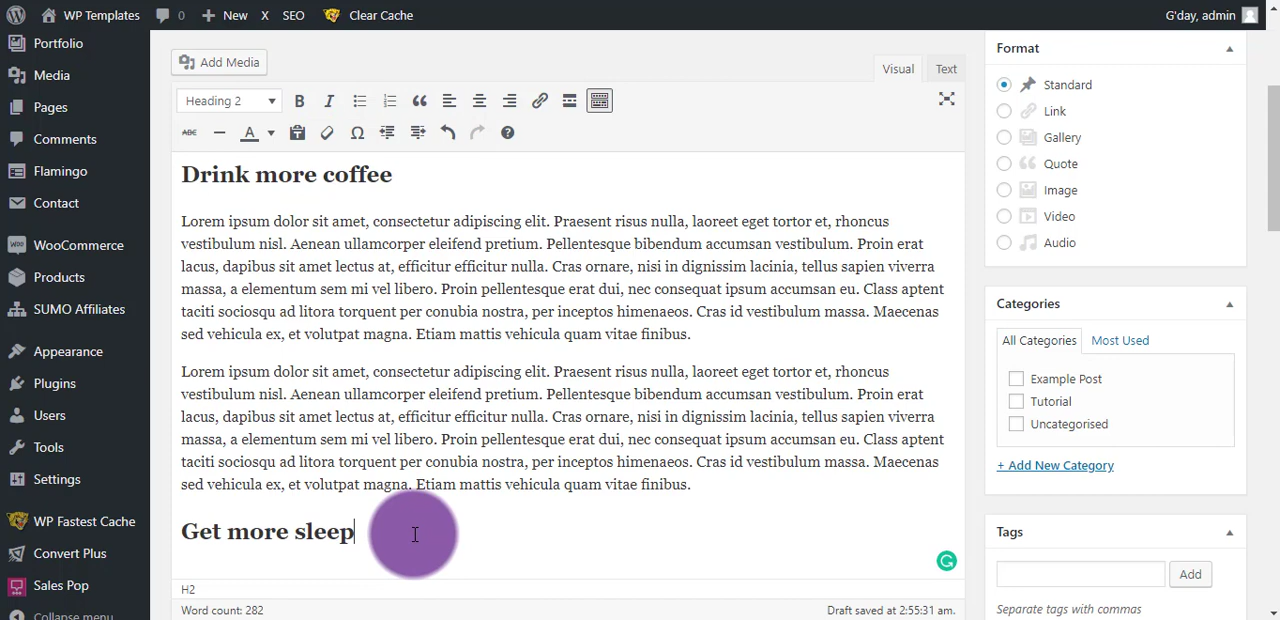 WP Templates
0
New
X
SEO
Clear Cache
G'day, admin
Portfolio
Media
Pages
Comments
Flamingo
Contact
WooCommerce
Products
SUMO Affiliates
Appearance
Plugins
Users
Tools
Settings
WP Fastest Cache
Convert Plus
Sales Pop
Collapse menu
Add Media
Visual
Text
Heading 2
B
I
ABC
A
Drink more coffee
Lorem ipsum dolor sit amet, consectetur adipiscing elit. Praesent risus nulla, laoreet eget tortor et, rhoncus
vestibulum nisl. Aenean ullamcorper eleifend pretium. Pellentesque bibendum accumsan vestibulum. Proin erat
lacus, dapibus sit amet lectus at, efficitur efficitur nulla. Cras ornare, nisi in dignissim lacinia, tellus sapien viverra
massa, a elementum sem mi vel libero. Proin pellentesque erat dui, nec consequat ipsum accumsan eu. Class aptent
taciti sociosqu ad litora torquent per conubia nostra, per inceptos himenaeos. Cras id vestibulum massa. Maecenas
sed vehicula ex, et volutpat magna. Etiam mattis vehicula quam vitae finibus.
Lorem ipsum dolor sit amet, consectetur adipiscing elit. Praesent risus nulla, laoreet eget tortor et, rhoncus
vestibulum nisl. Aenean ullamcorper eleifend pretium. Pellentesque bibendum accumsan vestibulum. Proin erat
lacus, dapibus sit amet lectus at, efficitur efficitur nulla. Cras ornare, nisi in dignissim lacinia, tellus sapien viverra
massa, a elementum sem mi vel libero. Proin pellentesque erat dui, nec consequat ipsum accumsan eu. Class aptent
taciti sociosqu ad litora torquent per conubia nostra, per inceptos himenaeos. Cras id vestibulum massa. Maecenas
sed vehicula ex, et volutpat magna. Etiam mattis vehicula quam vitae finibus.
Get more sleep
H2
Word count: 282
Draft saved at 2:55:31 am.
Format
Standard
Link
Gallery
Quote
Image
Video
Audio
Categories
All Categories
Most Used
Example Post
Tutorial
Uncategorised
+ Add New Category
Tags
Add
Separate tags with commas